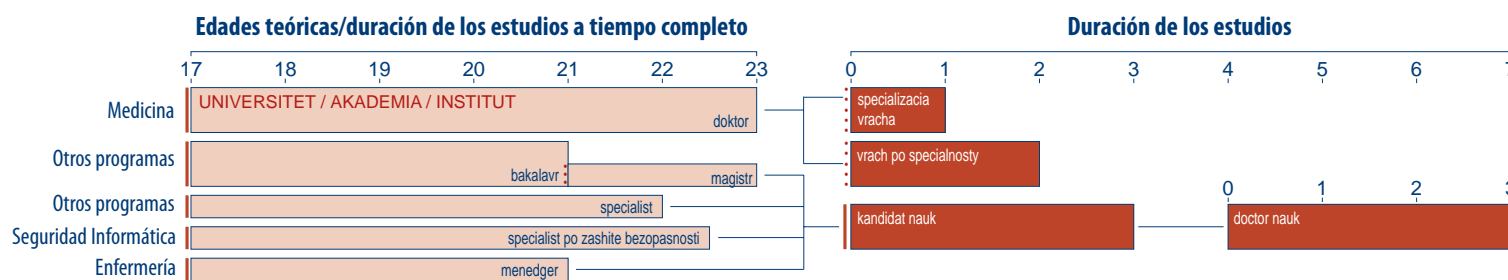 Edades teóricas/duración de los estudios a tiempo completo
Duración de los estudios
17 18 19 20 21 22 23
0 1 2 3 4 5 6 7
Medicina
UNIVERSITET / AKADEMIA / INSTITUT
doktor
specializacia
vracha
Otros programas
bakalavr
magistr
vrach po specialnosty
Otros programas
specialist
0 1 2 3
kandidat nauk
doctor nauk
Seguridad Informática
specialist po zashite bezopasnosti
Enfermería
menedger